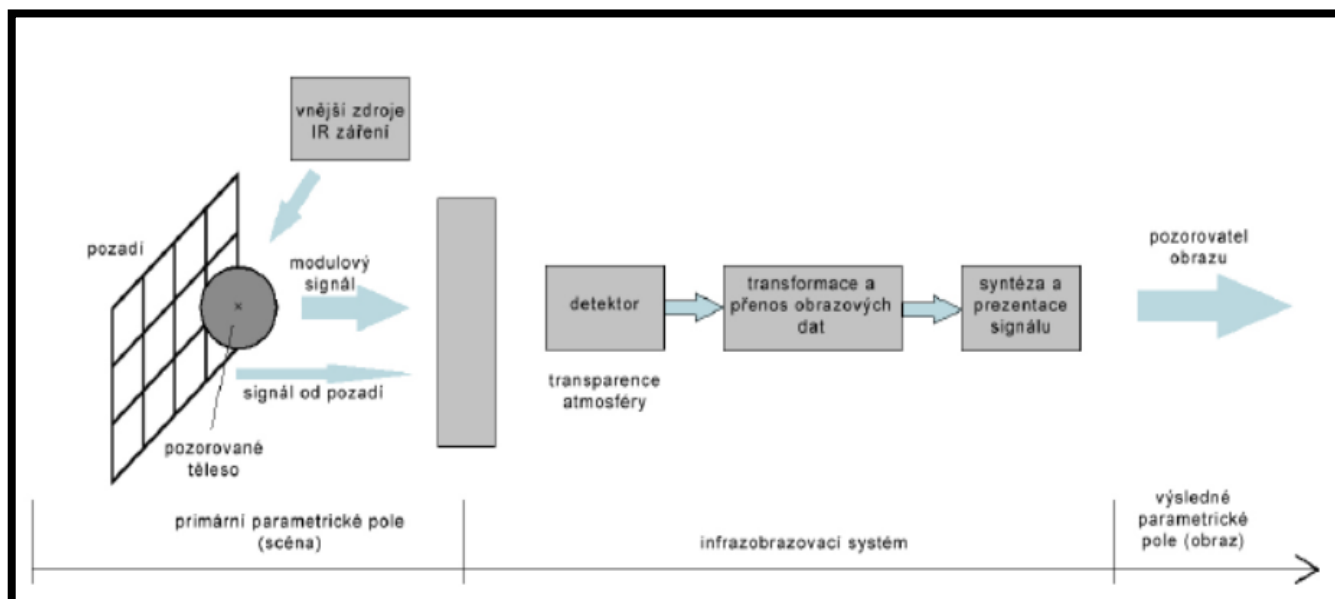 vnější zdroje
IR záření
pozadí
modulový
signál
signál od pozadí
pozorované
těleso
detektor
transparence
atmosféry
transformace a
přenos obrazových
dat
syntéza a
prezentace
signálu
pozorovatel
obrazu
primární parametrické pole
(scéna)
infrazobrazovací systém
výsledné
parametrické
pole (obraz)